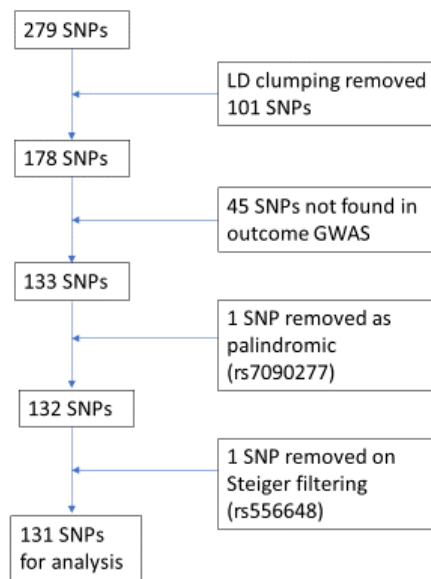 279 SNPs
LD clumping removed
101 SNPs
178 SNPs
45 SNPs not found in
outcome GWAS
133 SNPs
1 SNP removed as
palindromic
(rs7090277)
132 SNPs
1 SNP removed on
Steiger filtering
(rs556648)
131 SNPs
for analysis